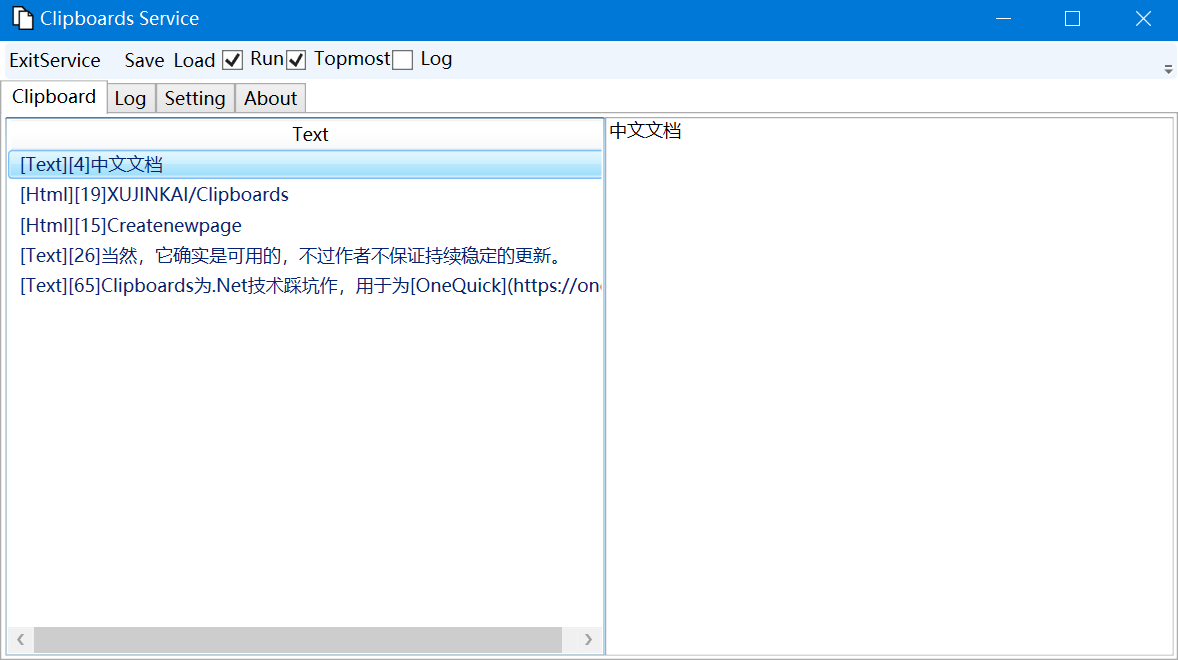 Clipboards Service
ExitService Save Load Run Topmost Log
Clipboard Log Setting About
Text
[Text][4]中文文档
[Html][19]XUJINKAI/Clipboards
[Html][15]Createnewpage
[Text][26]当然，它确实是可用的，不过作者不保证持续稳定的更新。
[Text][65]Clipboards为.Net技术踩坑作，用于为[OneQuick](https://on
中文文档